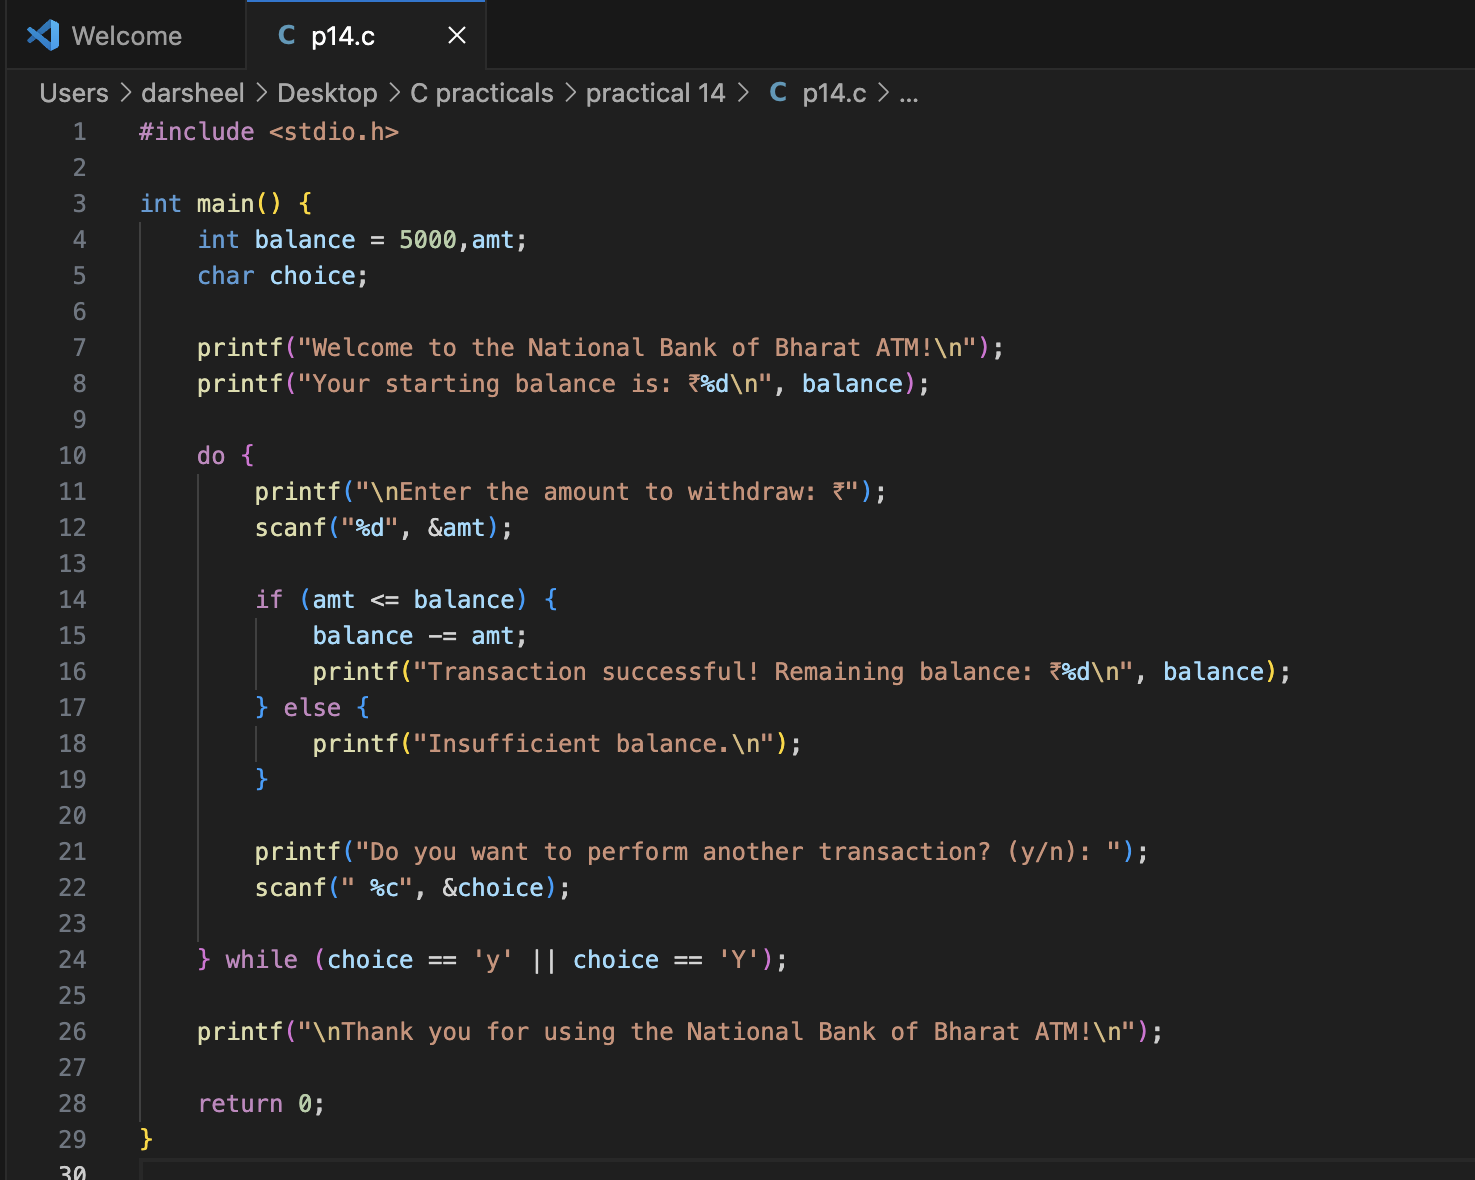 Welcome
C p14.c ×
Users > darsheel > Desktop > C practicals > practical 14 > C p14.c > ...
1 #include <stdio.h>
2
3 int main() {
4     int balance = 5000,amt;
5     char choice;
6
7     printf("Welcome to the National Bank of Bharat ATM!\n");
8     printf("Your starting balance is: ₹%d\n", balance);
9
10     do {
11         printf("\nEnter the amount to withdraw: ₹");
12         scanf("%d", &amt);
13
14         if (amt <= balance) {
15             balance -= amt;
16             printf("Transaction successful! Remaining balance: ₹%d\n", balance);
17         } else {
18             printf("Insufficient balance.\n");
19         }
20
21         printf("Do you want to perform another transaction? (y/n): ");
22         scanf(" %c", &choice);
23
24     } while (choice == 'y' || choice == 'Y');
25
26     printf("\nThank you for using the National Bank of Bharat ATM!\n");
27
28     return 0;
29 }
30